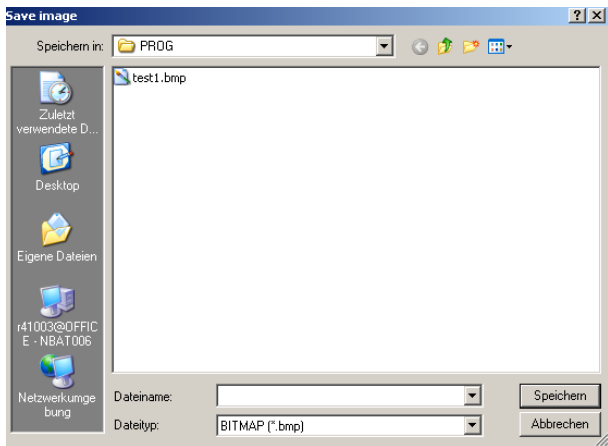 Save image
Speichern in:
PROG
test1.bmp
Zuletzt
verwendete D...
Desktop
Eigene Dateien
r41003@OFFIC
E - NBAT006
Netzwerkumge
bung
Dateiname:
Speichern
Dateityp:
BITMAP (*.bmp)
Abbrechen